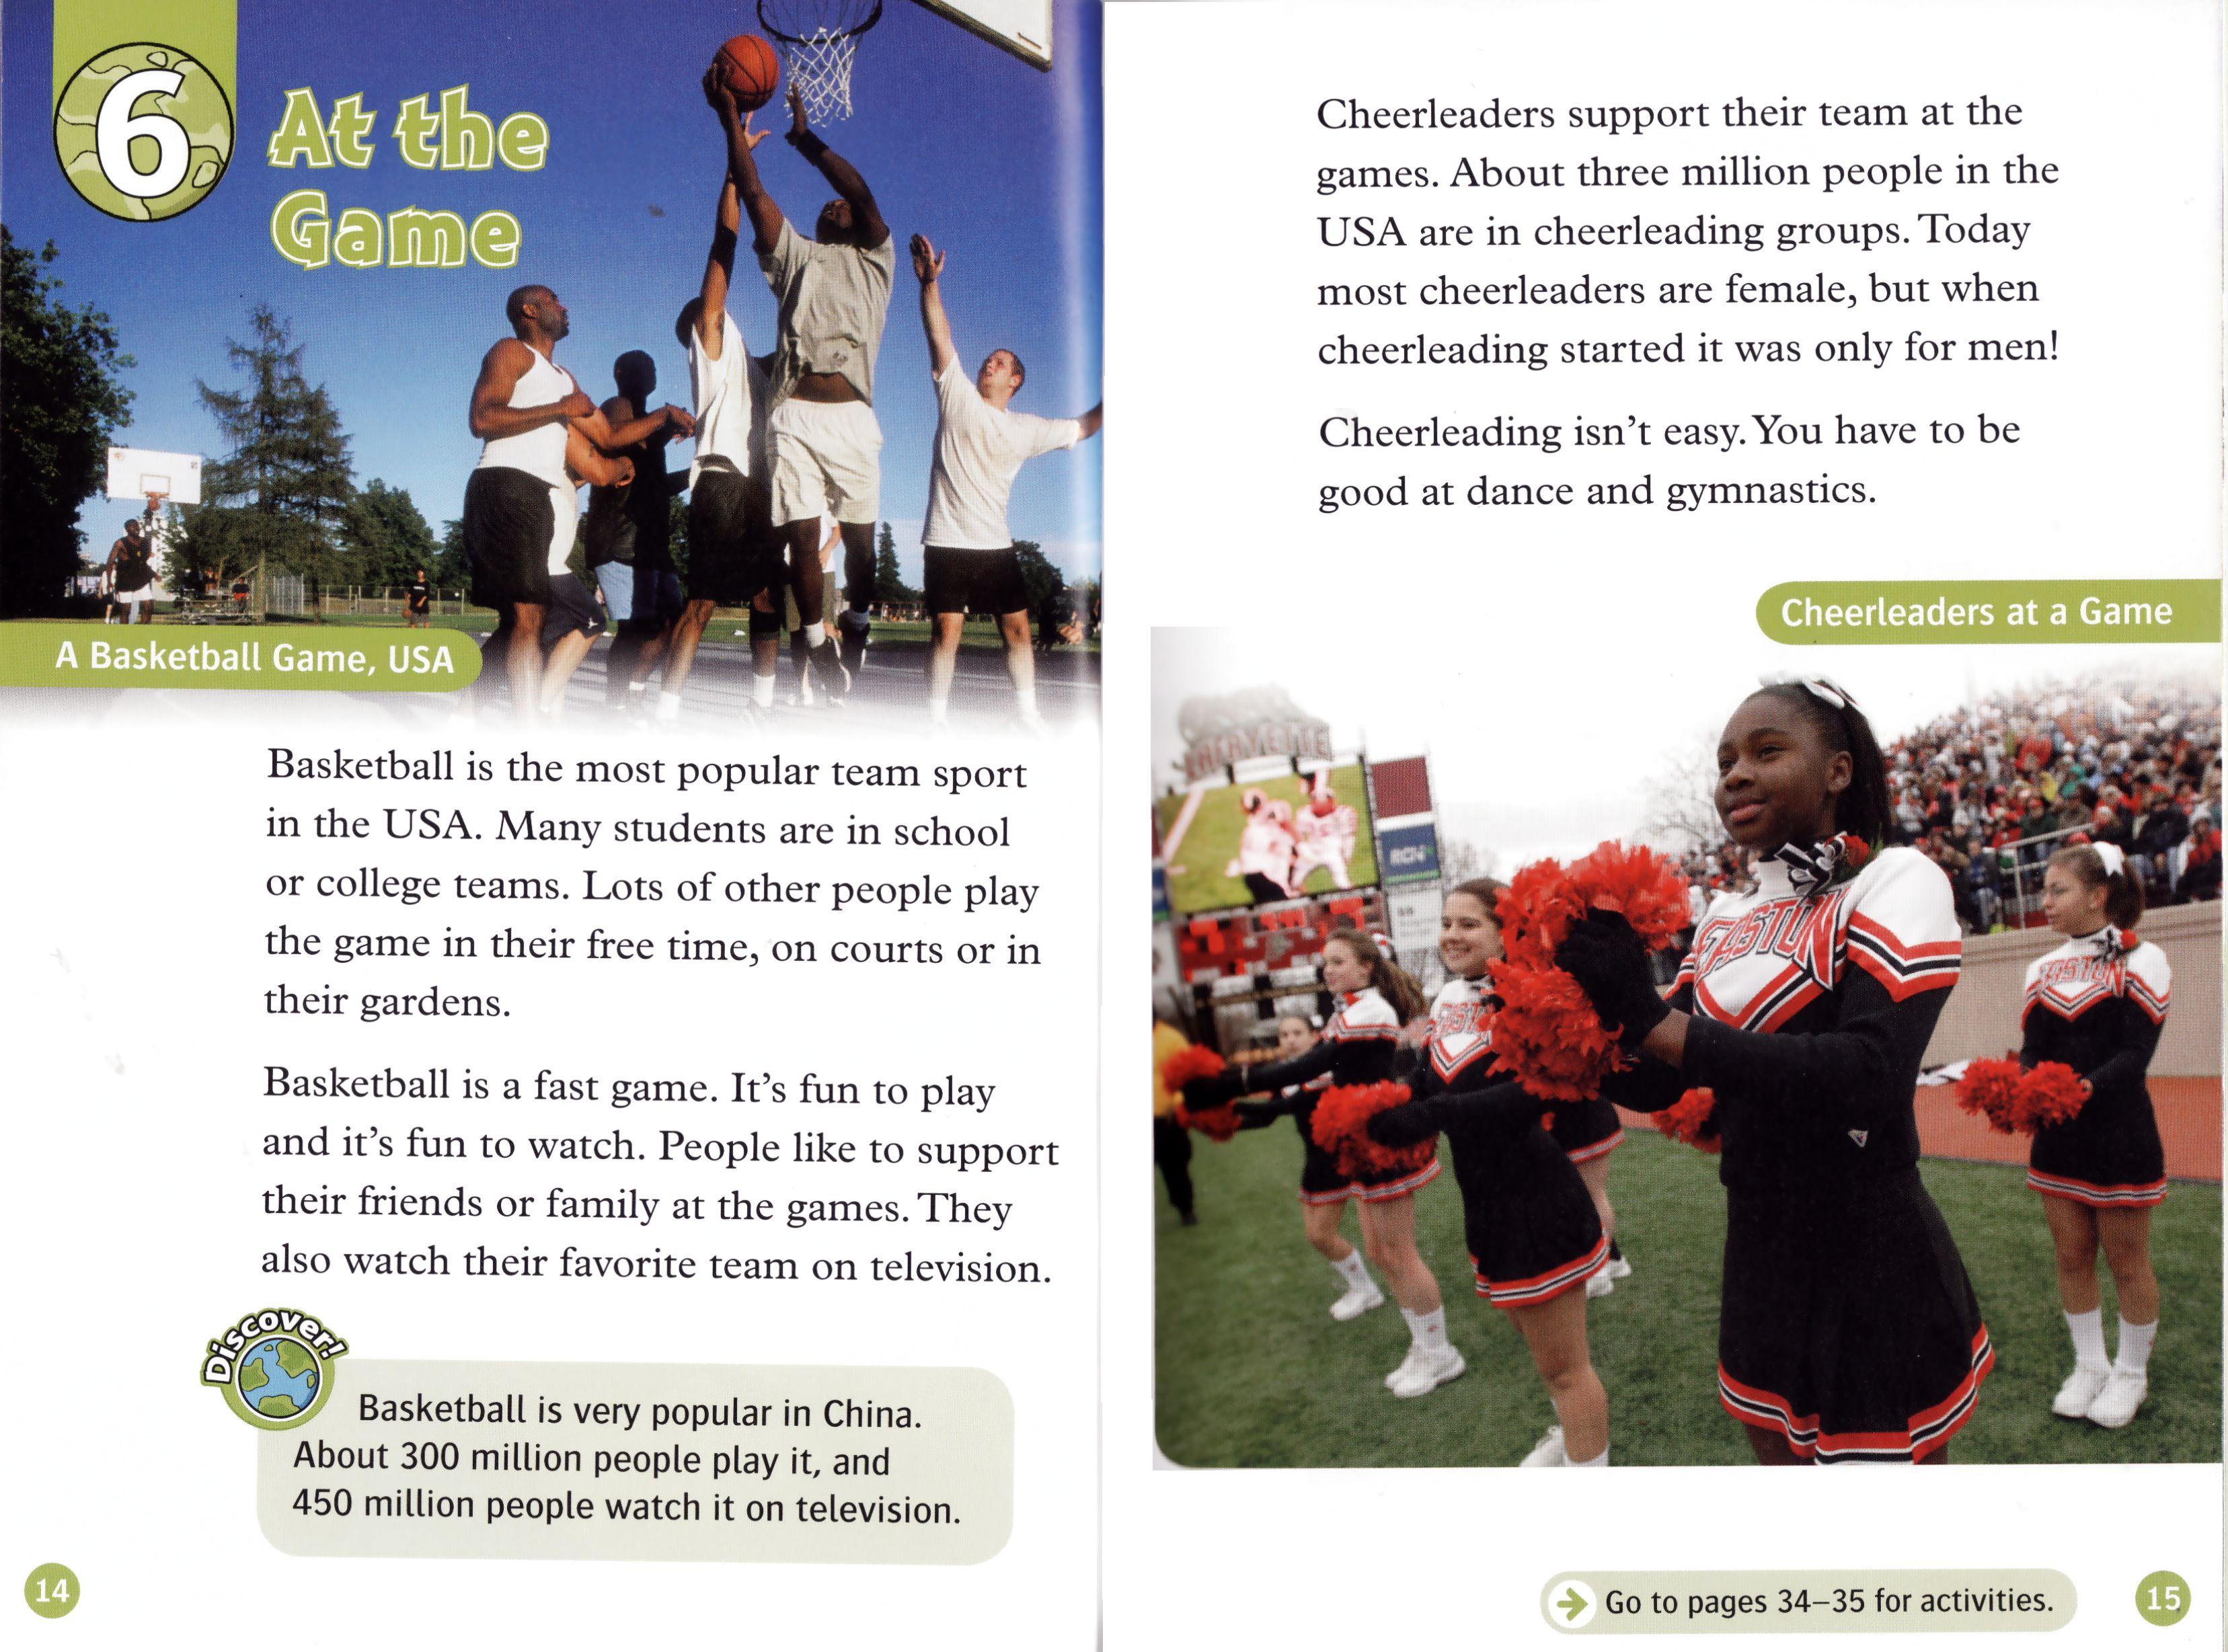 6
At the
Game
A Basketball Game, USA
Basketball is the most popular team sport
in the USA. Many students are in school
or college teams. Lots of other people play
the game in their free time, on courts or in
their gardens.
Basketball is a fast game. It's fun to play
and it's fun to watch. People like to support
their friends or family at the games. They
also watch their favorite team on television.
Discover!
Basketball is very popular in China.
About 300 million people play it, and
450 million people watch it on television.
14
Cheerleaders support their team at the
games. About three million people in the
USA are in cheerleading groups. Today
most cheerleaders are female, but when
cheerleading started it was only for men!
Cheerleading isn't easy. You have to be
good at dance and gymnastics.
Cheerleaders at a Game
LAFAYETTE
RCN
EASTON
EASTON
Go to pages 34–35 for activities.
15